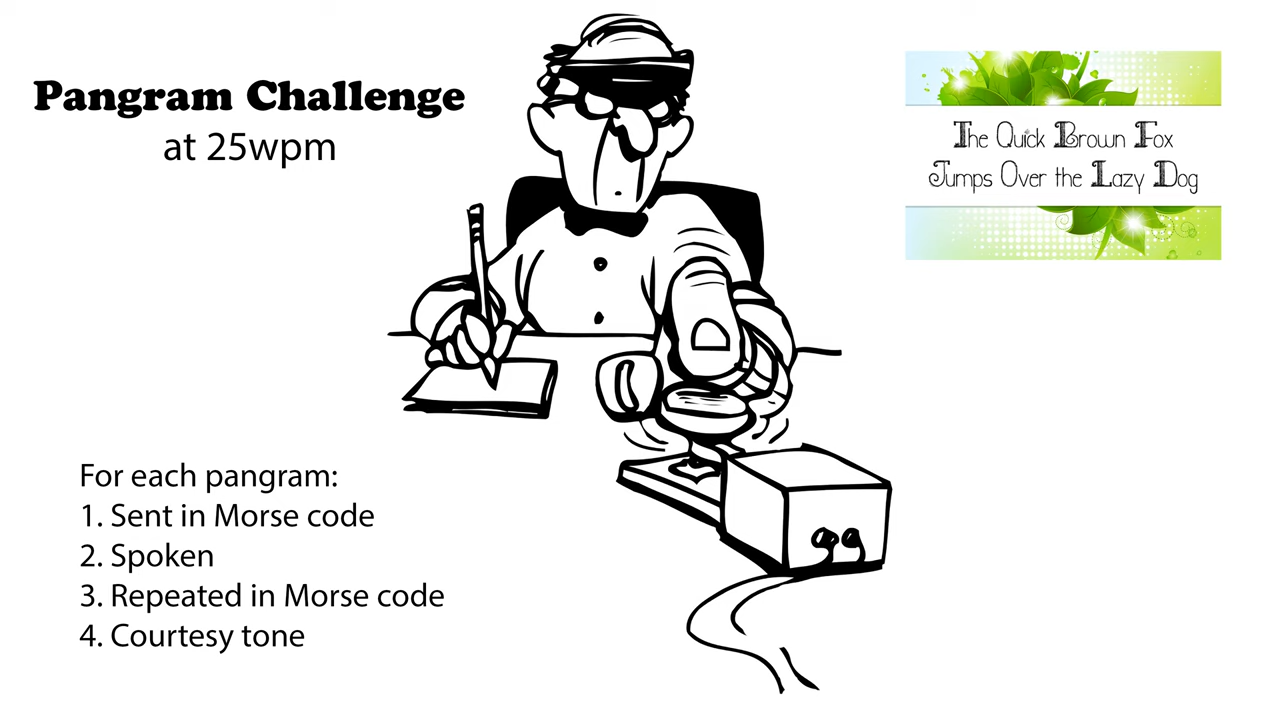 Pangram Challenge
at 25wpm
The Quick Brown Fox
Jumps Over the Lazy Dog
For each pangram:
1. Sent in Morse code
2. Spoken
3. Repeated in Morse code
4. Courtesy tone